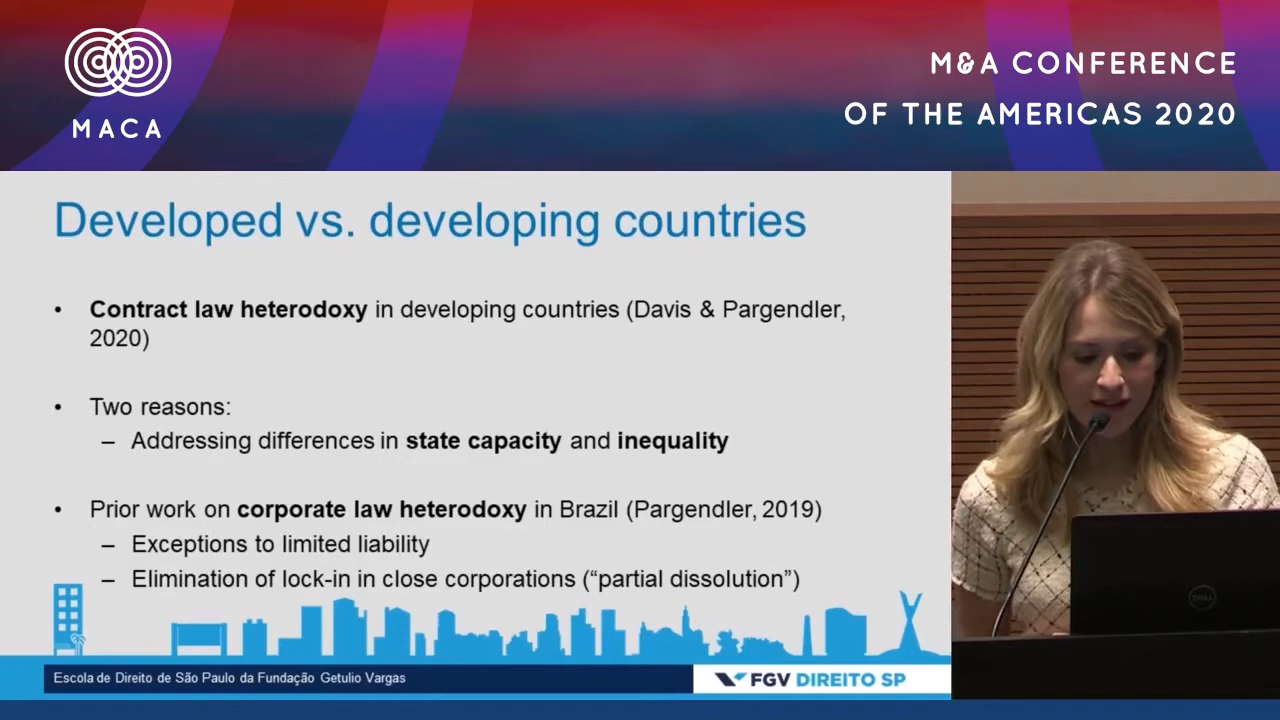 MACA
M&A CONFERENCE
OF THE AMERICAS 2020
Developed vs. developing countries
• Contract law heterodoxy in developing countries (Davis & Pargendler,
2020)
• Two reasons:
– Addressing differences in state capacity and inequality
• Prior work on corporate law heterodoxy in Brazil (Pargendler, 2019)
– Exceptions to limited liability
– Elimination of lock-in in close corporations (“partial dissolution”)
Escola de Direito de São Paulo da Fundação Getulio Vargas
FGV DIREITO SP
DELL